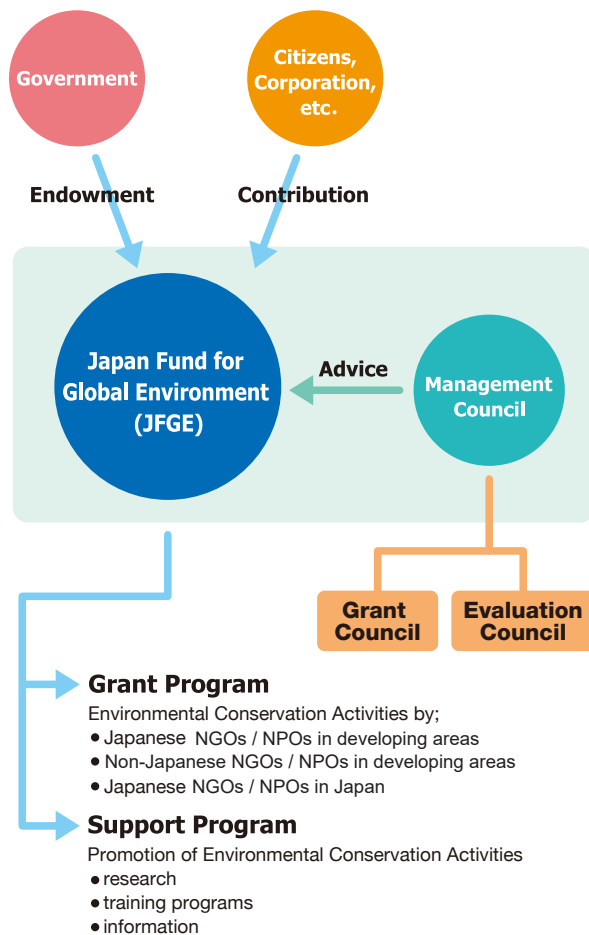 Government
Citizens,
Corporation,
etc.
Endowment
Contribution
Japan Fund for
Global Environment
(JFGE)
Advice
Management
Council
Grant
Council
Evaluation
Council
Grant Program
Environmental Conservation Activities by;
● Japanese NGOs / NPOs in developing areas
● Non-Japanese NGOs / NPOs in developing areas
● Japanese NGOs / NPOs in Japan
Support Program
Promotion of Environmental Conservation Activities
● research
● training programs
● information